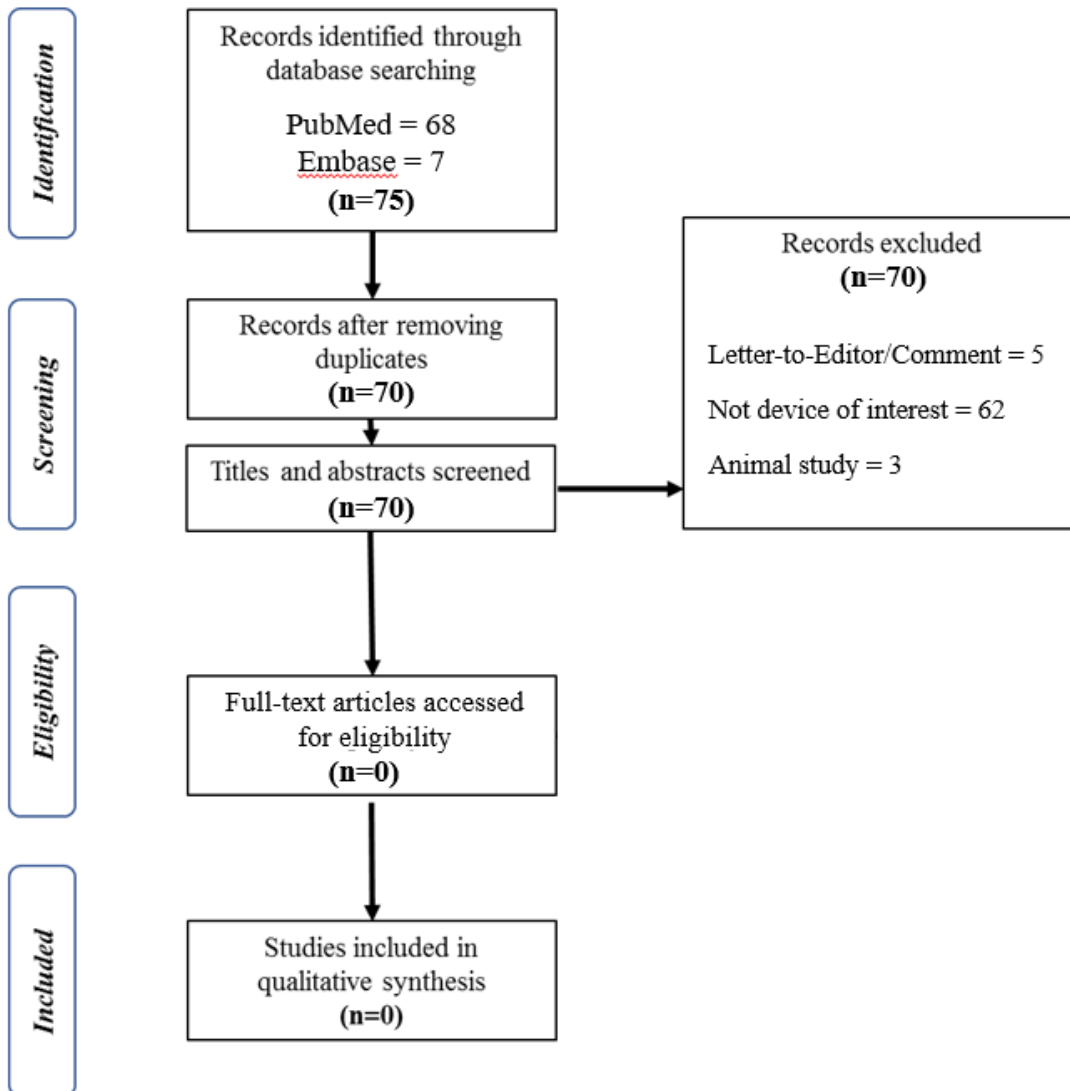 Identification
Records identified through
database searching
PubMed = 68
Embase = 7
(n=75)
Records excluded
(n=70)
Letter-to-Editor/Comment = 5
Not device of interest = 62
Animal study = 3
Screening
Records after removing
duplicates
(n=70)
Titles and abstracts screened
(n=70)
Eligibility
Full-text articles accessed
for eligibility
(n=0)
Included
Studies included in
qualitative synthesis
(n=0)